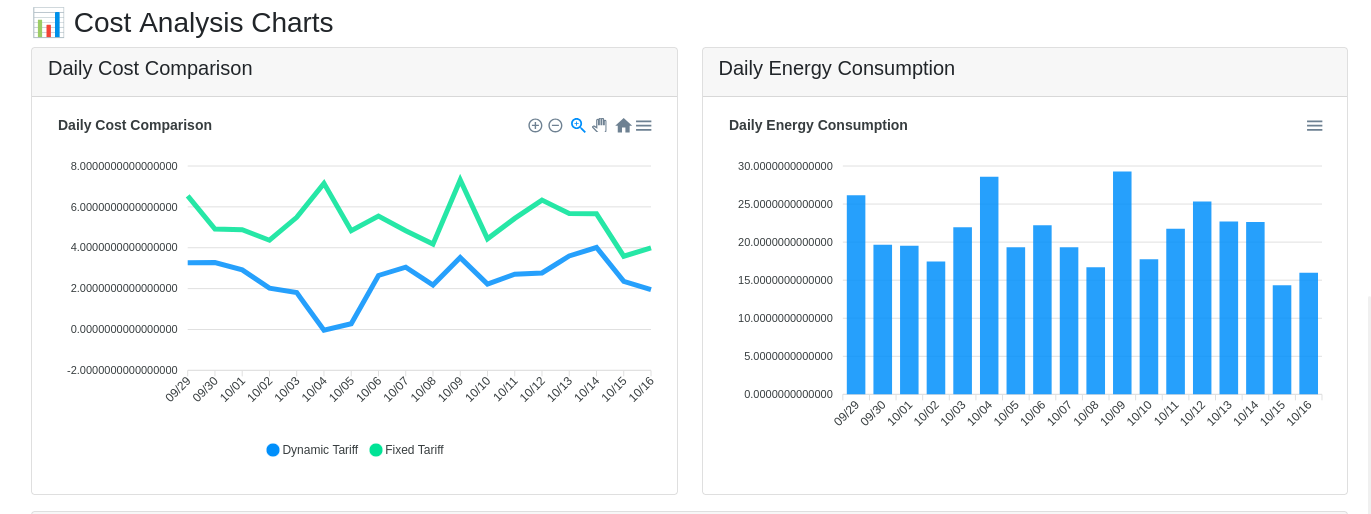 📊 Cost Analysis Charts
Daily Cost Comparison
Daily Cost Comparison
8.0000000000000000
6.0000000000000000
4.0000000000000000
2.0000000000000000
0.0000000000000000
-2.0000000000000000
09/29 09/30 10/01 10/02 10/03 10/04 10/05 10/06 10/07 10/08 10/09 10/10 10/11 10/12 10/13 10/14 10/15 10/16
Dynamic Tariff Fixed Tariff
Daily Energy Consumption
Daily Energy Consumption
30.0000000000000
25.0000000000000
20.0000000000000
15.0000000000000
10.0000000000000
5.0000000000000
0.0000000000000
09/29 09/30 10/01 10/02 10/03 10/04 10/05 10/06 10/07 10/08 10/09 10/10 10/11 10/12 10/13 10/14 10/15 10/16